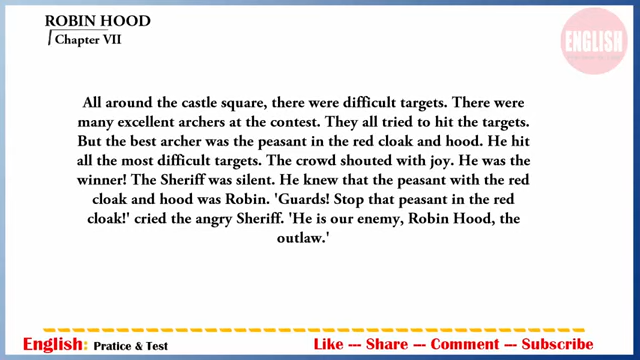 ROBIN HOOD
Chapter VII
ENGLISH
All around the castle square, there were difficult targets. There were
many excellent archers at the contest. They all tried to hit the targets.
But the best archer was the peasant in the red cloak and hood. He hit
all the most difficult targets. The crowd shouted with joy. He was the
winner! The Sheriff was silent. He knew that the peasant with the red
cloak and hood was Robin. 'Guards! Stop that peasant in the red
cloak!' cried the angry Sheriff. 'He is our enemy, Robin Hood, the
outlaw.'
English: Pratice & Test
Like --- Share --- Comment --- Subscribe